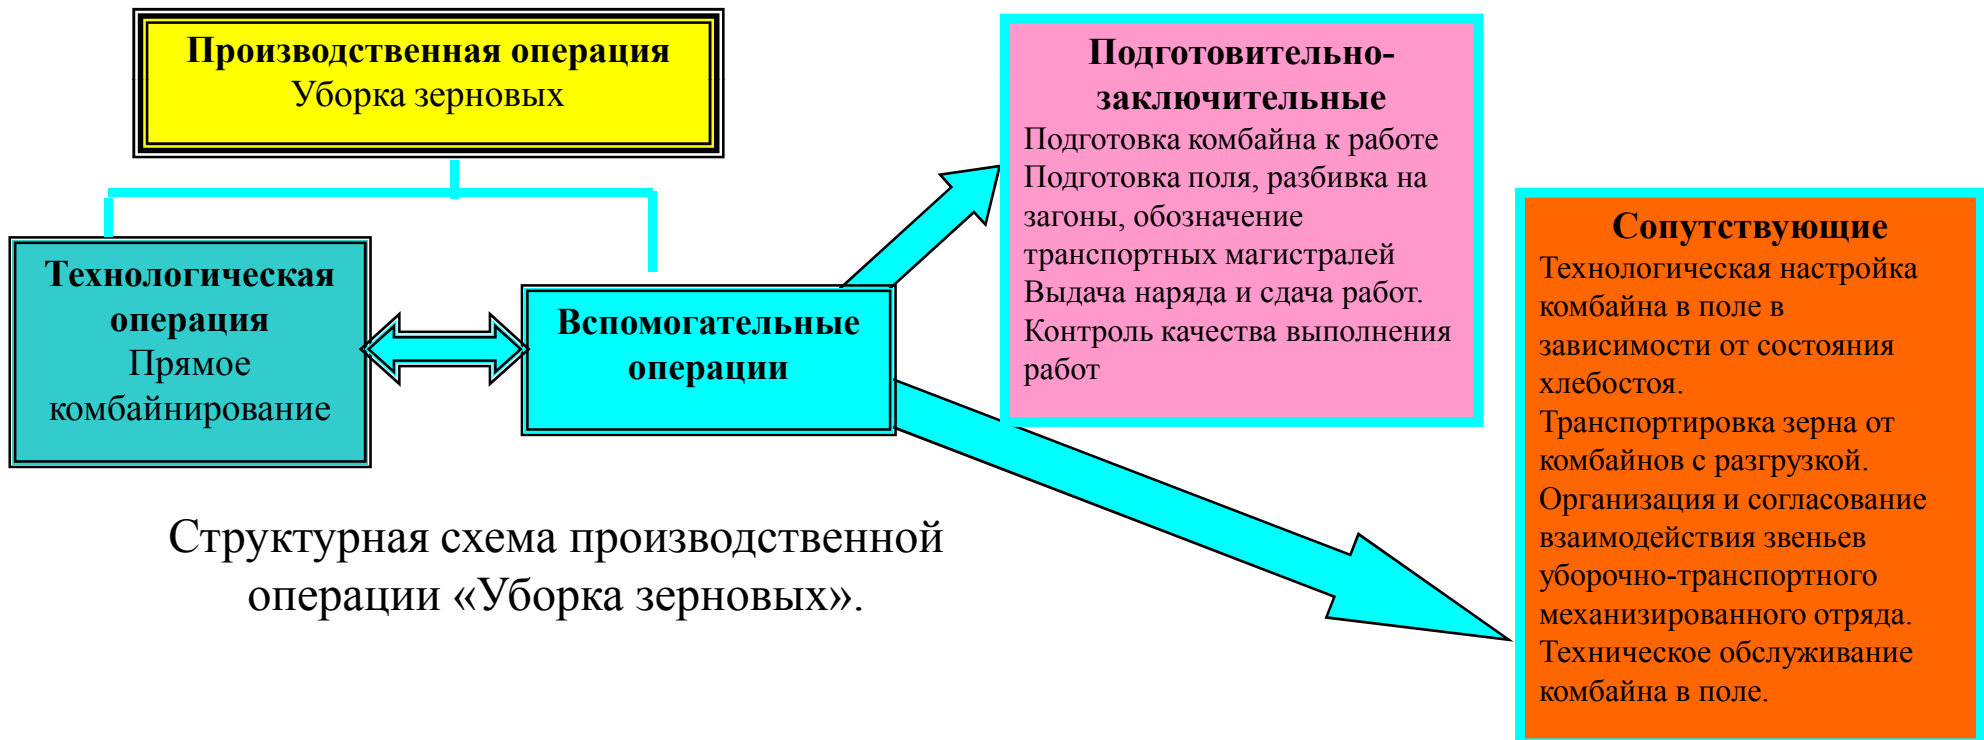 Производственная операция
Уборка зерновых
Технологическая
операция
Прямое
комбайнирование
Вспомогательные
операции
Подготовительно-
заключительные
Подготовка комбайна к работе
Подготовка поля, разбивка на
загоны, обозначение
транспортных магистралей
Выдача наряда и сдача работ.
Контроль качества выполнения
работ
Сопутствующие
Технологическая настройка
комбайна в поле в
зависимости от состояния
хлебостоя.
Транспортировка зерна от
комбайнов с разгрузкой.
Организация и согласование
взаимодействия звеньев
уборочно-транспортного
механизированного отряда.
Техническое обслуживание
комбайна в поле.
Структурная схема производственной
операции «Уборка зерновых».